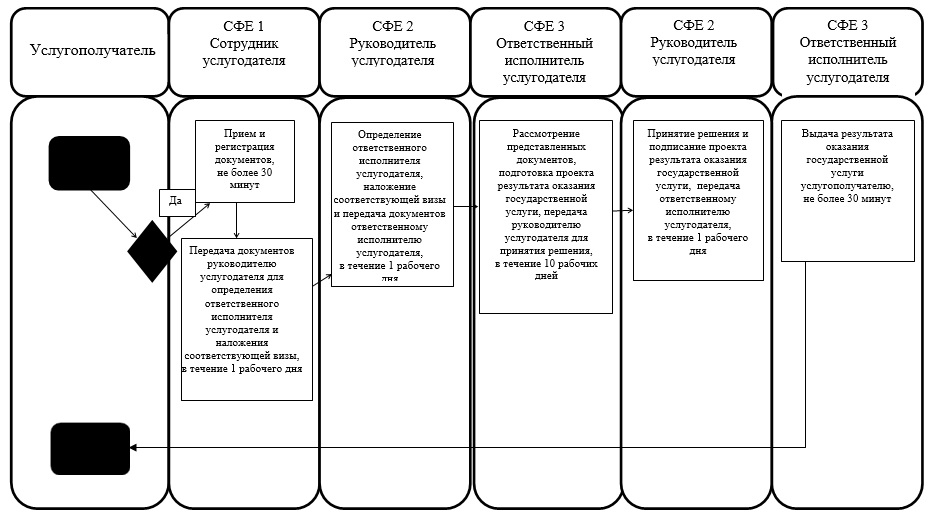 Услугополучатель
СФЕ 1
Сотрудник
услугодателя
СФЕ 2
Руководитель
услугодателя
СФЕ 3
Ответственный
исполнитель
услугодателя
СФЕ 2
Руководитель
услугодателя
СФЕ 3
Ответственный
исполнитель
услугодателя
Да
Прием и
регистрация
документов,
не более 30
минут
Передача документов
руководителю
услугодателя для
определения
ответственного
исполнителя
услугодателя и
наложения
соответствующей визы,
в течение 1 рабочего дня
Определение
ответственного
исполнителя
услугодателя,
наложение
соответствующей визы
и передача документов
ответственному
исполнителю
услугодателя,
в течение 1 рабочего
дня
Рассмотрение
представленных
документов,
подготовка проекта
результата оказания
государственной
услуги, передача
руководителю
услугодателя для
принятия решения,
в течение 10 рабочих
дней
Принятие решения и
подписание проекта
результата оказания
государственной
услуги, передача
ответственному
исполнителю
услугодателя,
в течение 1 рабочего
дня
Выдача результата
оказания
государственной
услуги
услугополучателю,
не более 30 минут